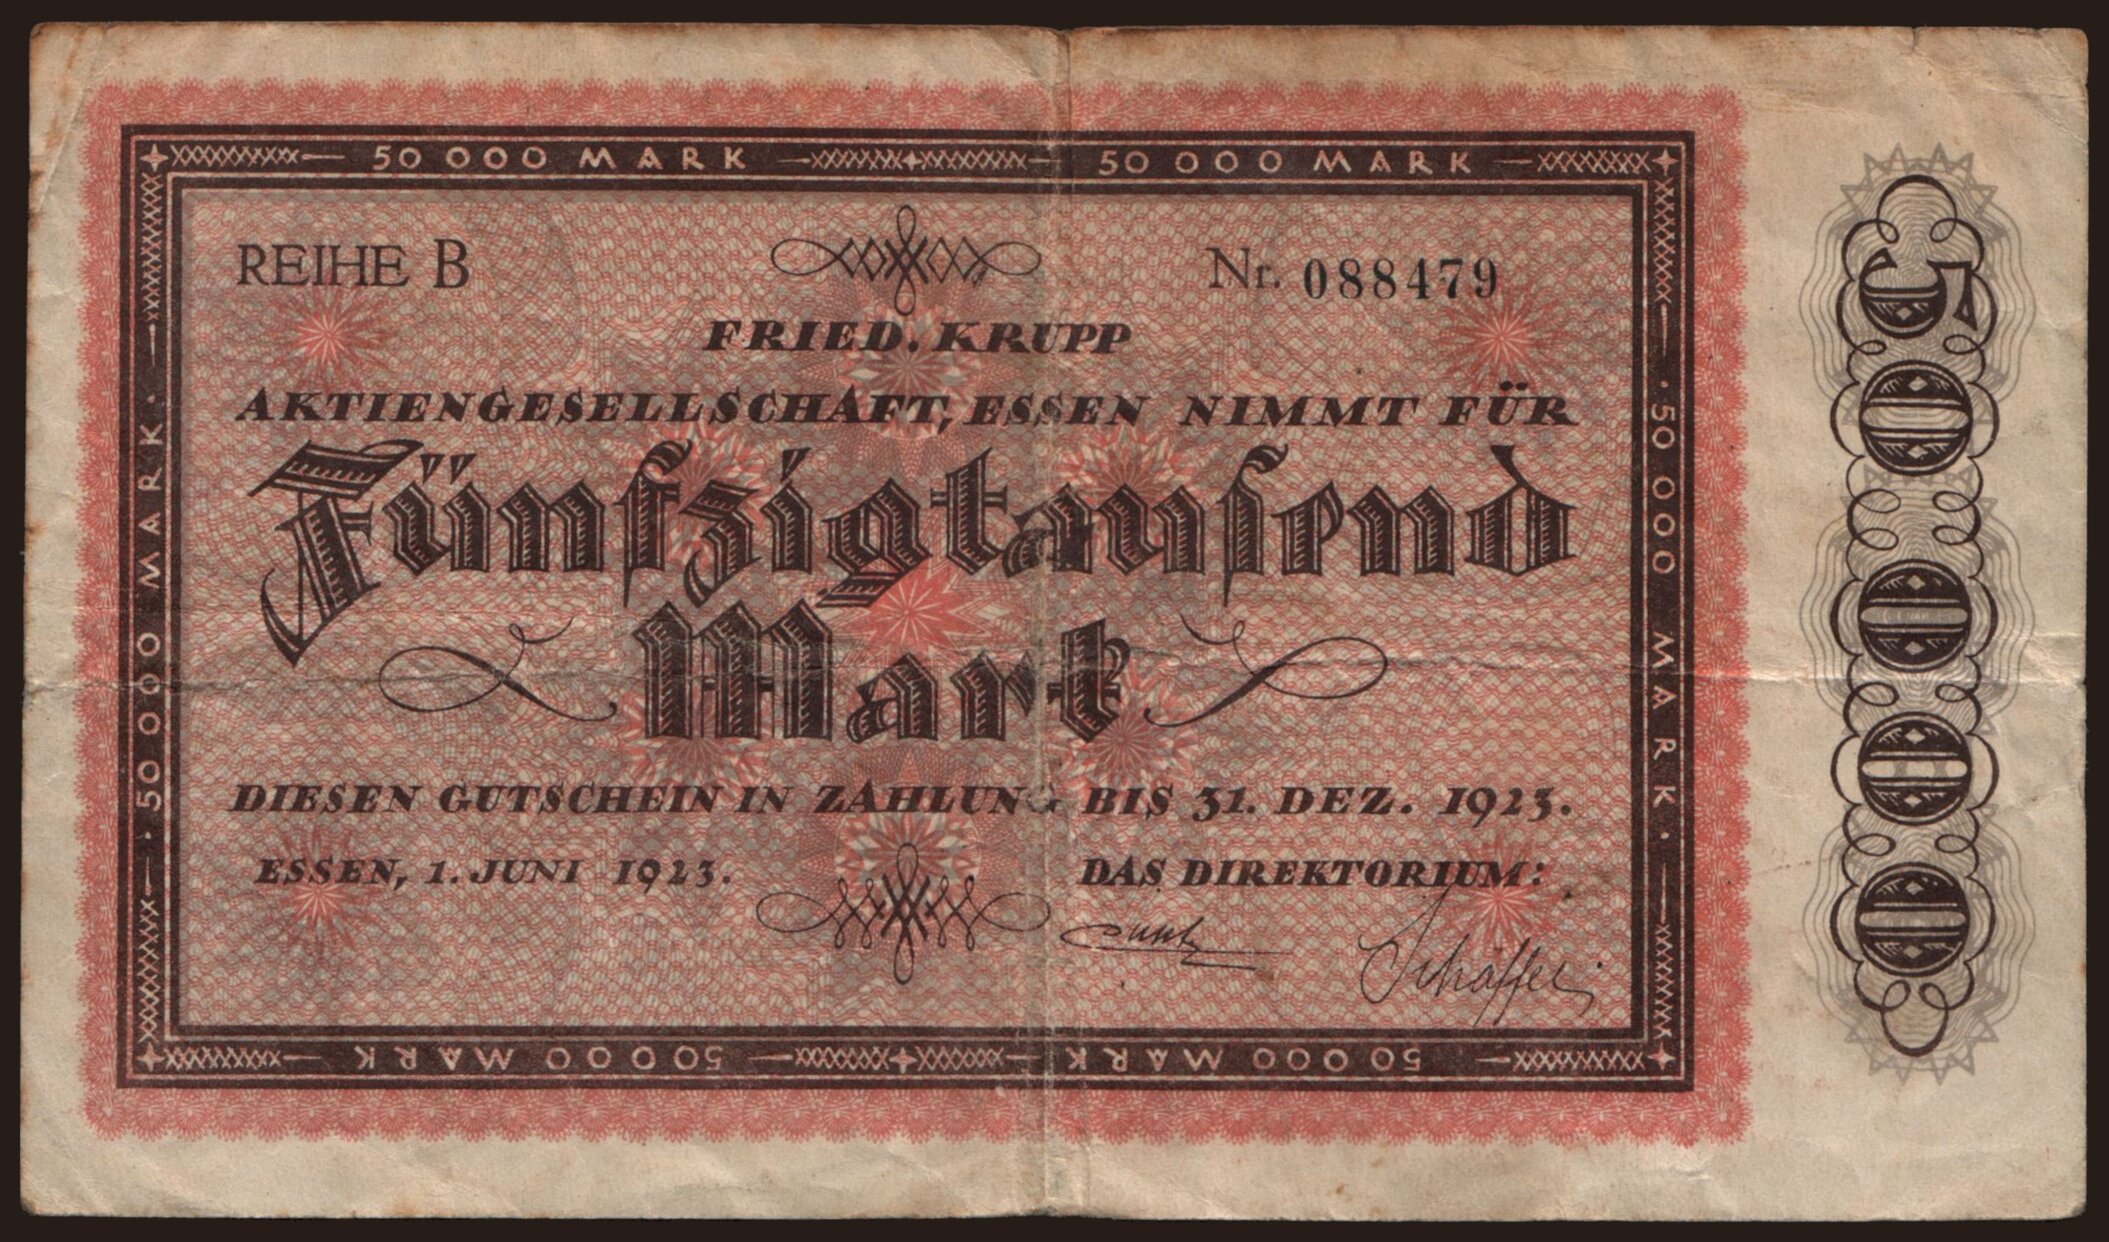 50 000 MARK 50 000 MARK
REIHE B
Nr. 088479
FRIED. KRUPP
AKTIENGESELLSCHAFT, ESSEN NIMMT FÜR
Fünfzigtausend
Mark
DIESEN GUTSCHEIN IN ZAHLUNG BIS 31. DEZ. 1923.
ESSEN, 1. JUNI 1923.
DAS DIREKTORIUM:
Schäffer
50 000 MARK 50 000 MARK
· 50 000 MARK ·
· 50 000 MARK ·
50000